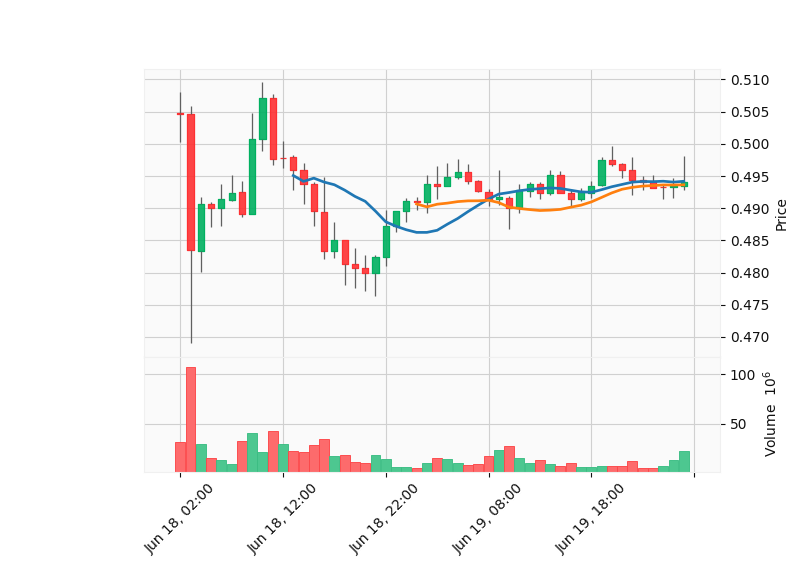 0.510
0.505
0.500
0.495
0.490
0.485
0.480
0.475
0.470
Price
100
50
Volume 10⁶
Jun 18, 02:00
Jun 18, 12:00
Jun 18, 22:00
Jun 19, 08:00
Jun 19, 18:00